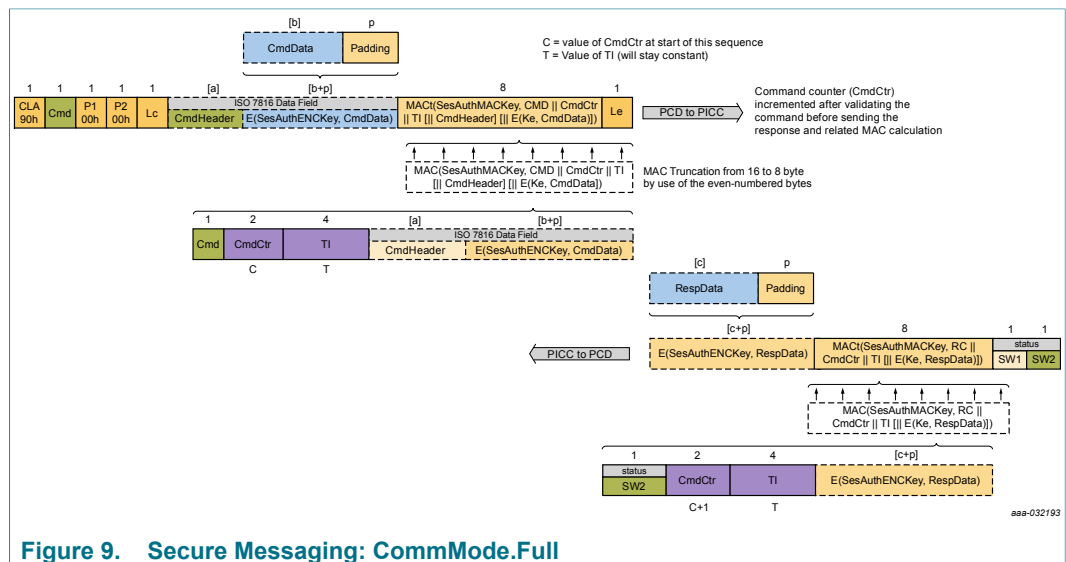 [b] p
CmdData Padding
C = value of CmdCtr at start of this sequence
T = Value of TI (will stay constant)
1 1 1 1 1 [a] [b+p] 8 1
CLA
90h
Cmd
P1
00h
P2
00h
Lc
ISO 7816 Data Field
CmdHeader E(SesAuthENCKey, CmdData)
MACt(SesAuthMACKey, CMD || CmdCtr
|| TI [|| CmdHeader] [|| E(Ke, CmdData)])
Le
PCD to PICC
Command counter (CmdCtr)
incremented after validating the
command before sending the
response and related MAC calculation
MAC(SesAuthMACKey, CMD || CmdCtr || TI
[|| CmdHeader] [|| E(Ke, CmdData)])
MAC Truncation from 16 to 8 byte
by use of the even-numbered bytes
1 2 4 [a] [b+p]
Cmd CmdCtr TI
ISO 7816 Data Field
CmdHeader E(SesAuthENCKey, CmdData)
C T
[c] p
RespData Padding
[c+p] 8 1 1
PICC to PCD
E(SesAuthENCKey, RespData)
MACt(SesAuthMACKey, RC ||
CmdCtr || TI [|| E(Ke, RespData)])
status
SW1 SW2
MAC(SesAuthMACKey, RC ||
CmdCtr || TI [|| E(Ke, RespData)])
1 2 4 [c+p]
status
SW2 CmdCtr TI E(SesAuthENCKey, RespData)
C+1 T
aaa-032193
Figure 9. Secure Messaging: CommMode.Full